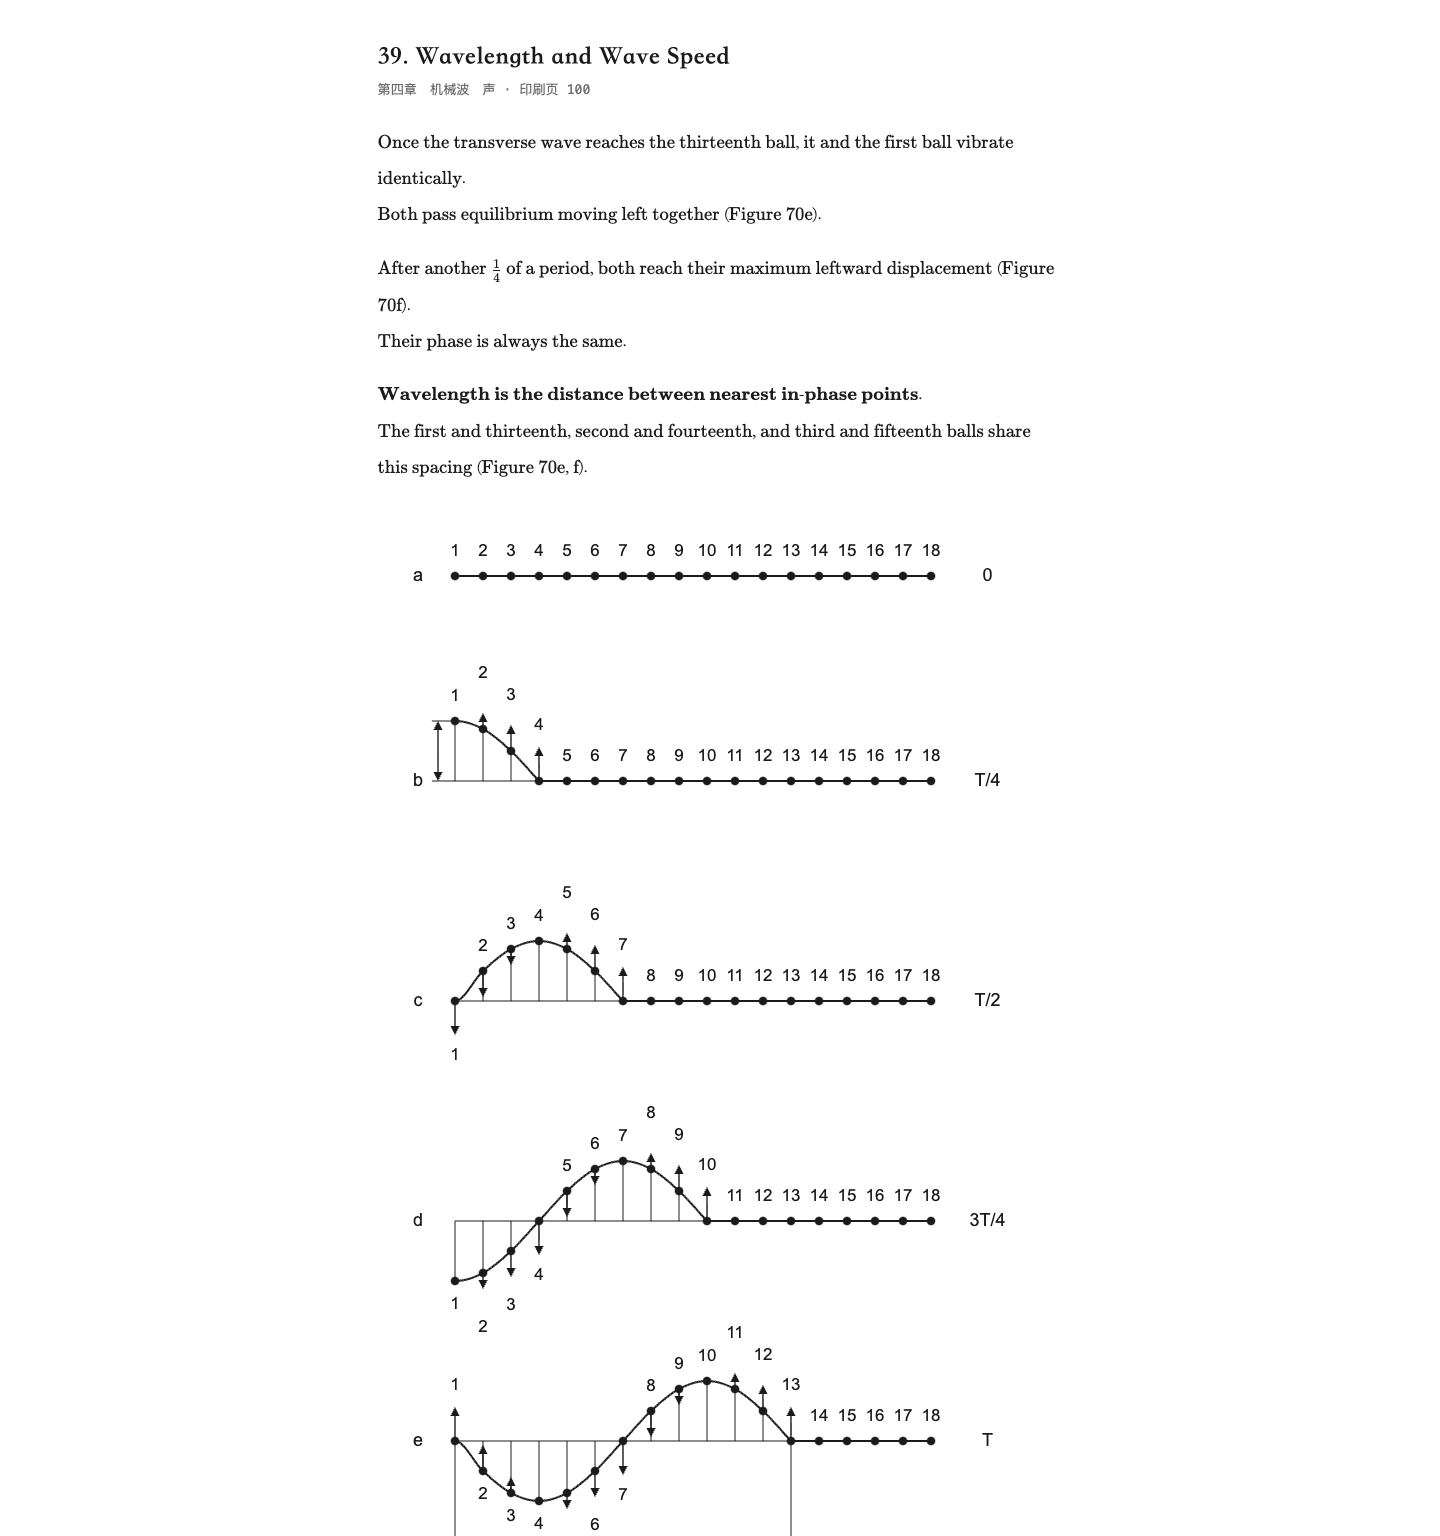 39. Wavelength and Wave Speed
第四章 机械波 声 · 印刷页 100
Once the transverse wave reaches the thirteenth ball, it and the first ball vibrate
identically.
Both pass equilibrium moving left together (Figure 70e).
After another 1/4 of a period, both reach their maximum leftward displacement (Figure
70f).
Their phase is always the same.
Wavelength is the distance between nearest in-phase points.
The first and thirteenth, second and fourteenth, and third and fifteenth balls share
this spacing (Figure 70e, f).
1 2 3 4 5 6 7 8 9 10 11 12 13 14 15 16 17 18
a 0
2
1 3
4
5 6 7 8 9 10 11 12 13 14 15 16 17 18
b T/4
5
3 4 6
2 7
8 9 10 11 12 13 14 15 16 17 18
c T/2
1
8
6 7 9
5 10
11 12 13 14 15 16 17 18
d 3T/4
4
1 3
2
11
9 10 12
1 8 13
14 15 16 17 18
e T
2 7
3 4 6